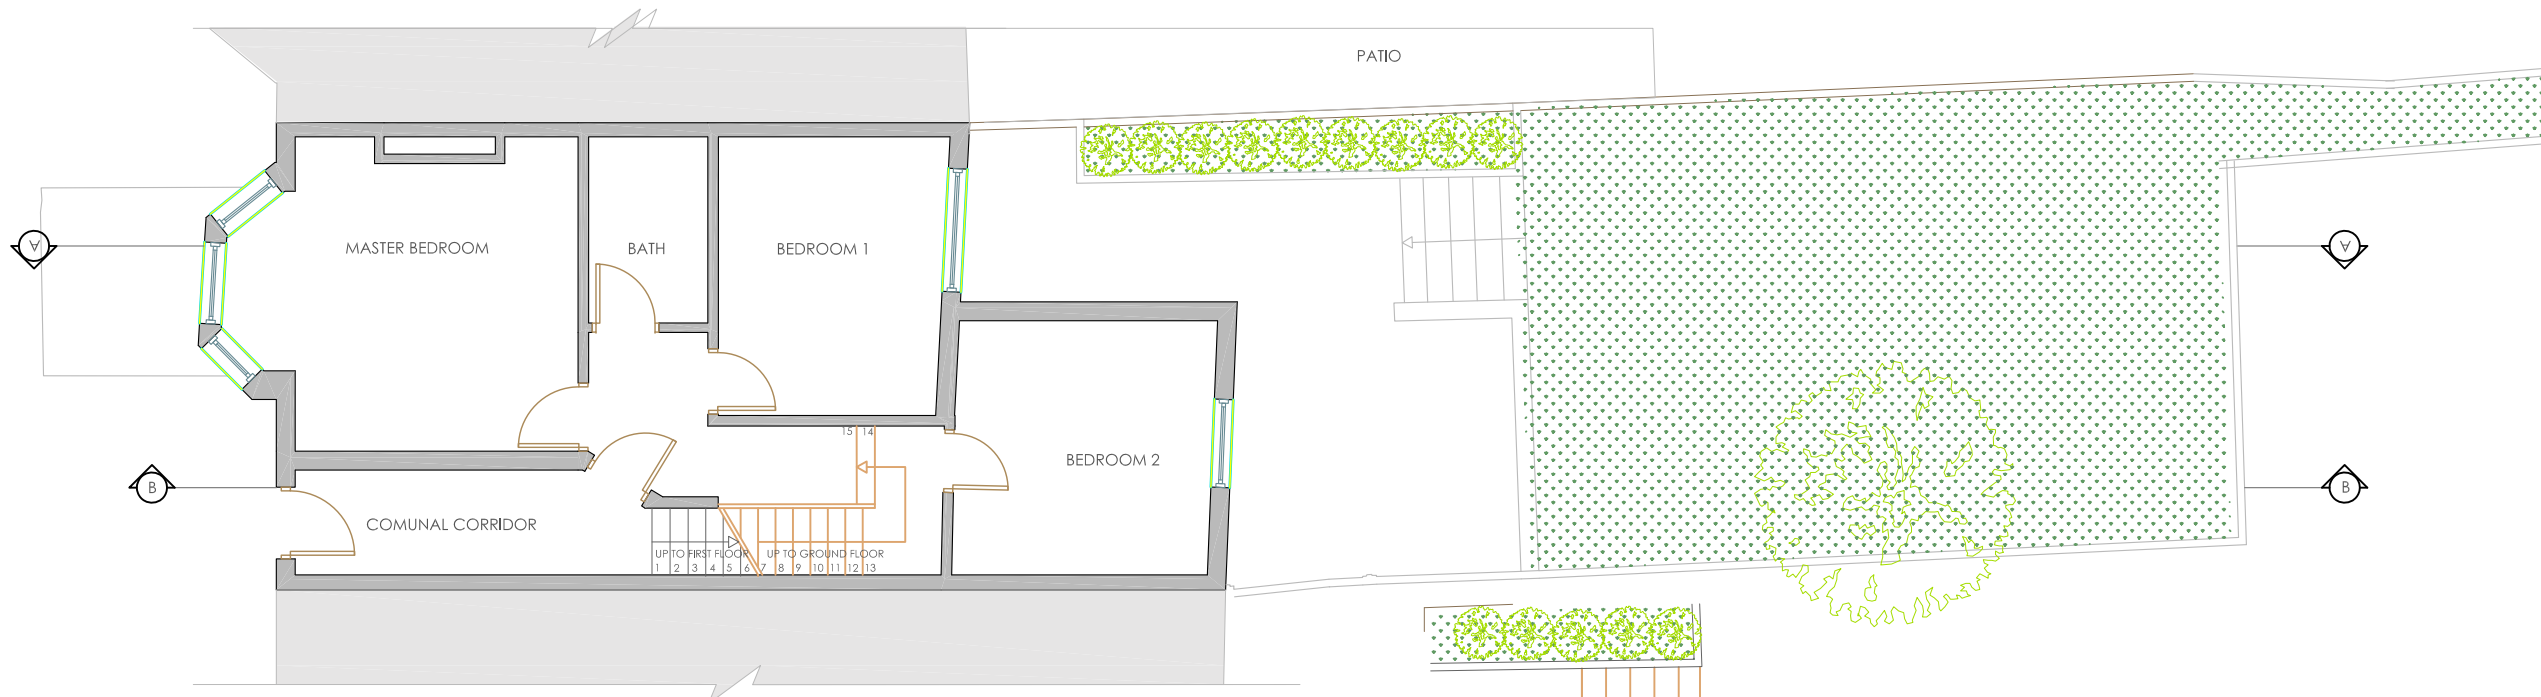 PATIO
A
MASTER BEDROOM
BATH
BEDROOM 1
A
15 14
BEDROOM 2
B
B
COMUNAL CORRIDOR
UP TO FIRST FLOOR
UP TO GROUND FLOOR
1 2 3 4 5 6 7 8 9 10 11 12 13